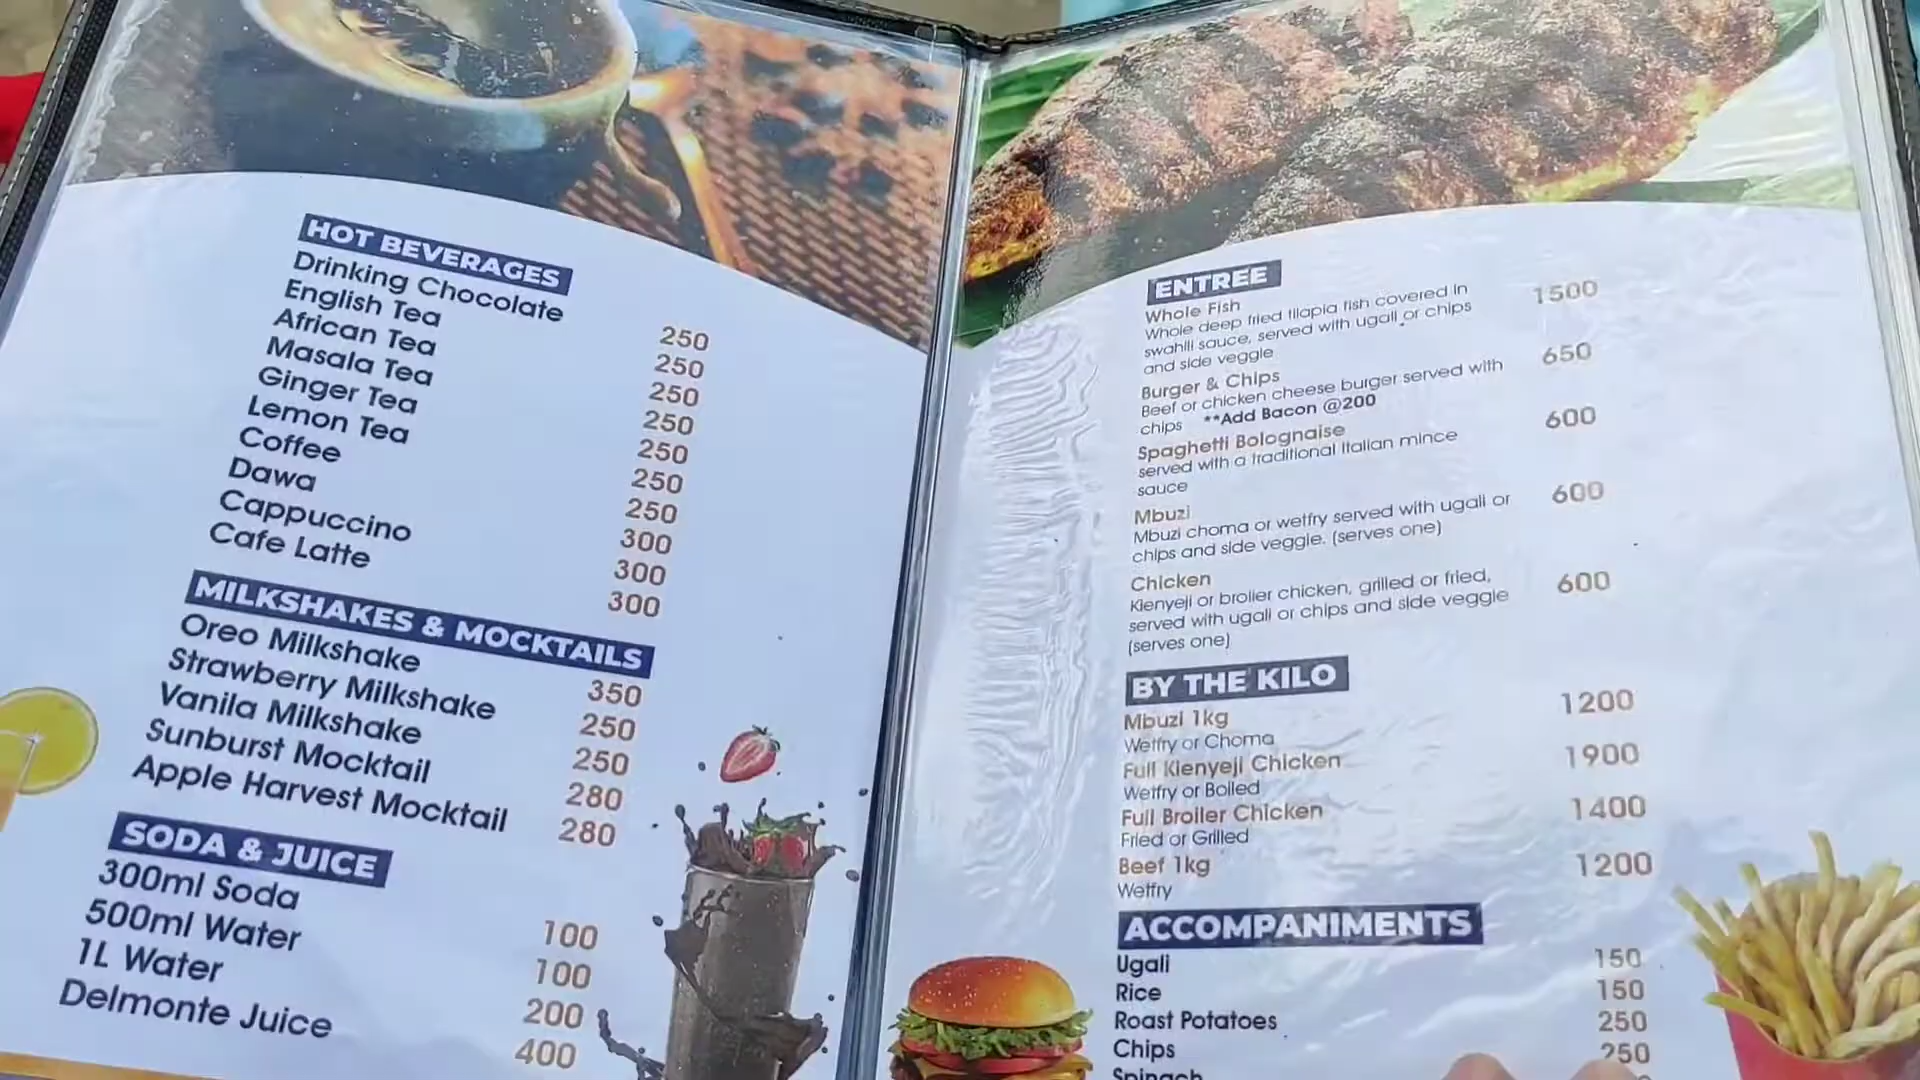 HOT BEVERAGES
Drinking Chocolate 250
English Tea 250
African Tea 250
Masala Tea 250
Ginger Tea 250
Lemon Tea 250
Coffee 250
Dawa 300
Cappuccino 300
Cafe Latte 300
MILKSHAKES & MOCKTAILS
Oreo Milkshake 350
Strawberry Milkshake 250
Vanila Milkshake 250
Sunburst Mocktail 280
Apple Harvest Mocktail 280
SODA & JUICE
300ml Soda 100
500ml Water 100
1L Water 200
Delmonte Juice 400
ENTREE
Whole Fish 1500
Whole deep fried tilapia fish covered in
swahili sauce, served with ugali or chips
and side veggie
Burger & Chips 650
Beef or chicken cheese burger served with
chips **Add Bacon @200
Spaghetti Bolognaise 600
served with a traditional Italian mince
sauce
Mbuzi 600
Mbuzi choma or wetfry served with ugali or
chips and side veggie. (serves one)
Chicken 600
Kienyeji or broiler chicken, grilled or fried,
served with ugali or chips and side veggie
(serves one)
BY THE KILO
Mbuzi 1kg 1200
Wetfry or Choma
Full Kienyeji Chicken 1900
Wetfry or Boiled
Full Broiler Chicken 1400
Fried or Grilled
Beef 1kg 1200
Wetfry
ACCOMPANIMENTS
Ugali 150
Rice 150
Roast Potatoes 250
Chips 250
Spinach